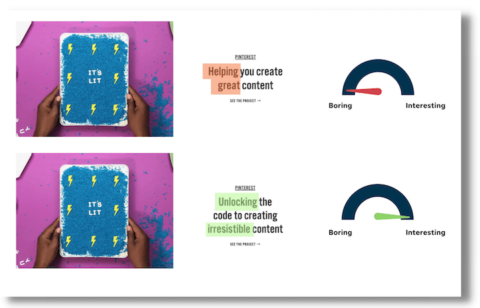 IT'S
LIT
PINTEREST
Helping you create
great content
SEE THE PROJECT →
Boring
Interesting
IT'S
LIT
PINTEREST
Unlocking the
code to creating
irresistible content
SEE THE PROJECT →
Boring
Interesting